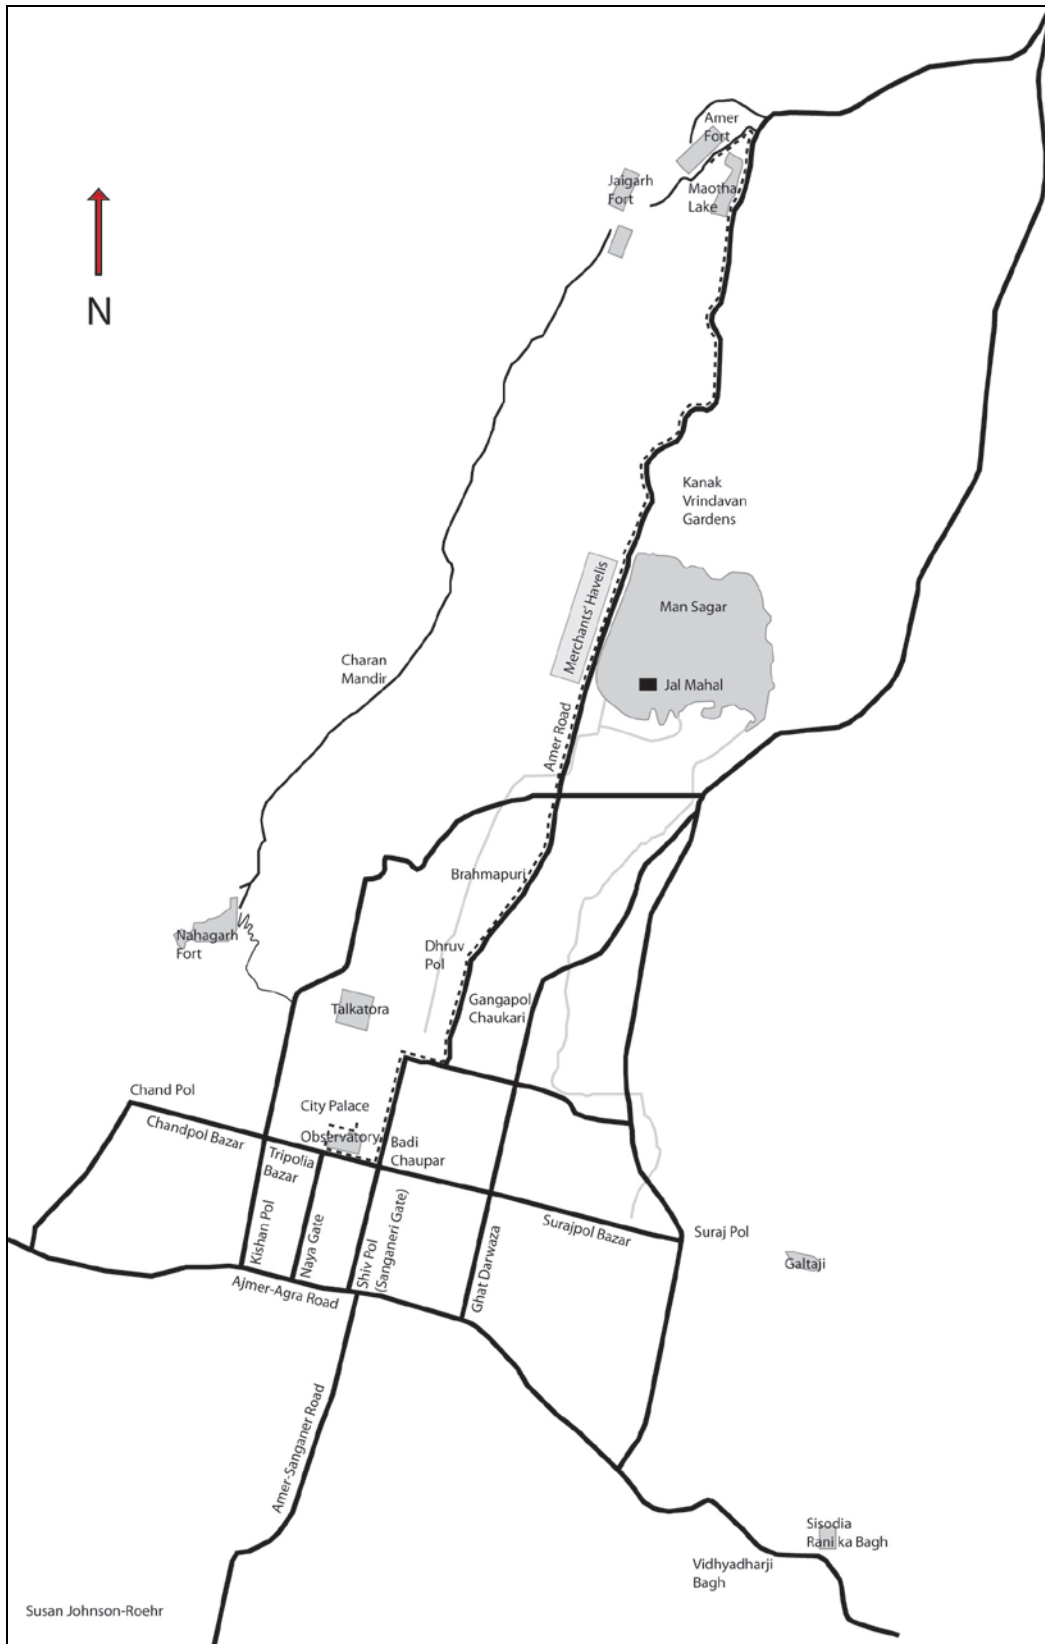 Amer
Fort
Jaigarh
Fort
Maotha
Lake
N
Kanak
Vrindavan
Gardens
Merchants' Havelis
Man Sagar
Charan
Mandir
Jal Mahal
Amer Road
Brahmapuri
Nahagarh
Fort
Dhruv
Pol
Talkatora
Gangapol
Chaukari
Chand Pol
City Palace
Chandpol Bazar
Observatory
Badi
Chaupar
Tripolia
Bazar
Kishan Pol
Naya Gate
Shiv Pol
(Sanganeri Gate)
Ghat Darwaza
Surajpol Bazar
Suraj Pol
Galtaji
Ajmer-Agra Road
Amer-Sanganer Road
Sisodia
Rani ka Bagh
Vidhyadharji
Bagh
Susan Johnson-Roehr